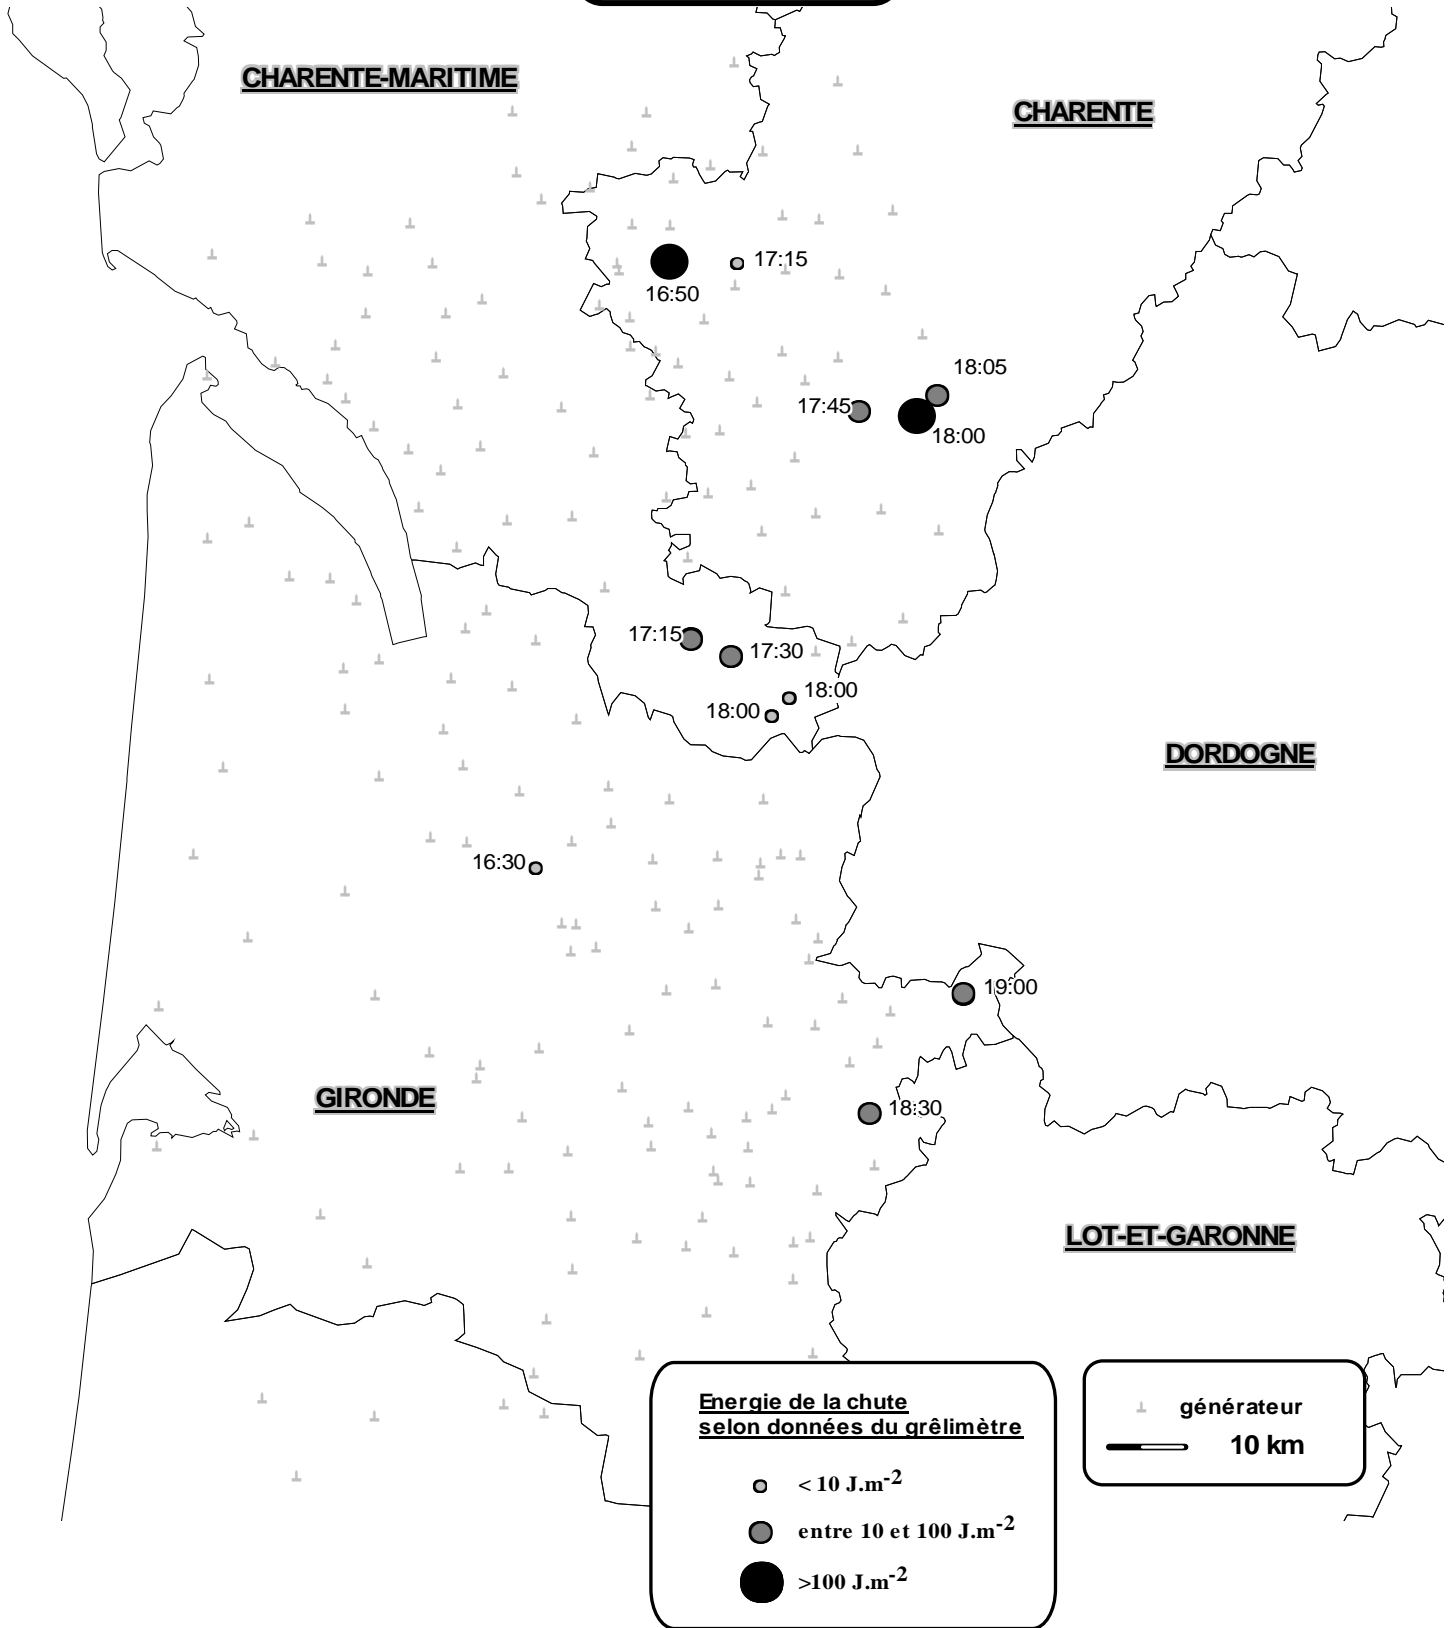 CHARENTE-MARITIME
CHARENTE
17:15
16:50
18:05
17:45
18:00
17:15
17:30
18:00
18:00
DORDOGNE
16:30
19:00
GIRONDE
18:30
LOT-ET-GARONNE
Energie de la chute
selon données du grêlimètre
< 10 J.m-2
entre 10 et 100 J.m-2
>100 J.m-2
générateur
10 km